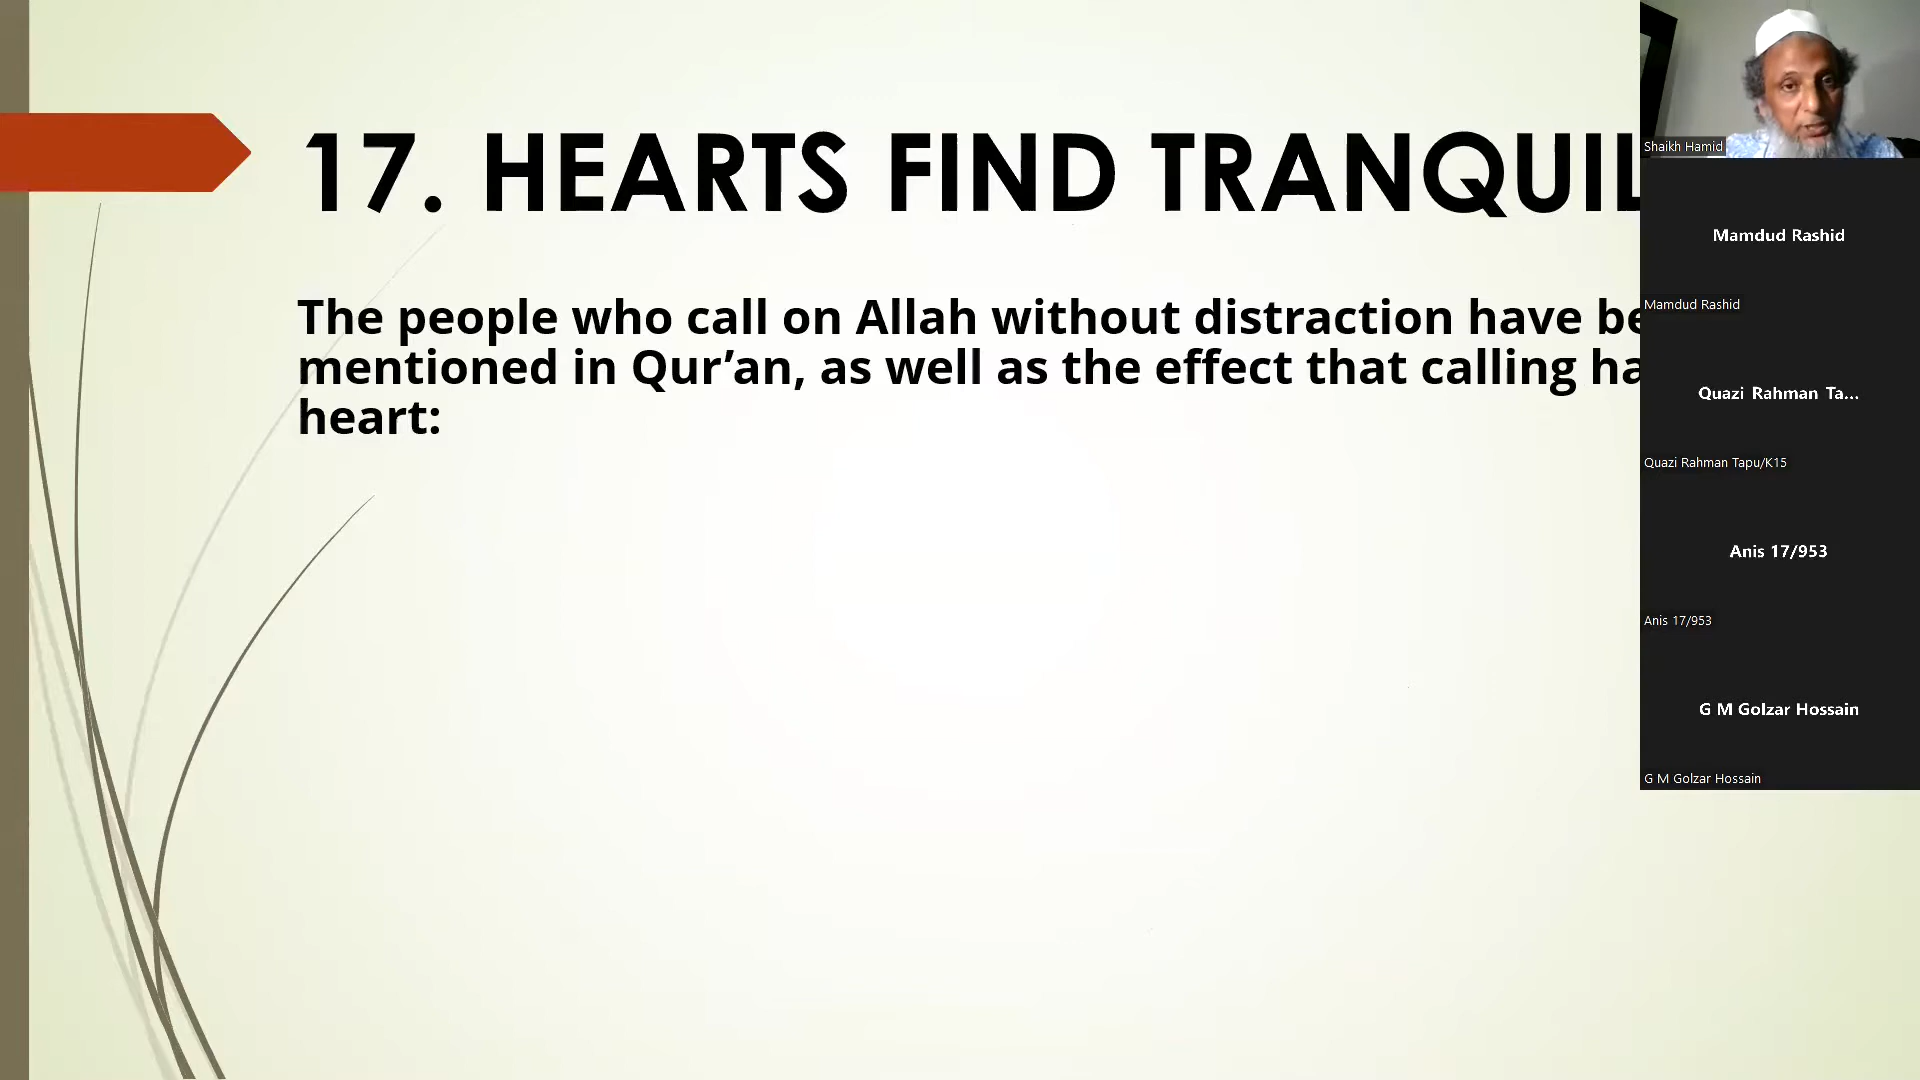 17. HEARTS FIND TRANQUIL
The people who call on Allah without distraction have be
mentioned in Qur’an, as well as the effect that calling ha
heart:
Shaikh Hamid
Mamdud Rashid
Mamdud Rashid
Quazi Rahman Ta...
Quazi Rahman Tapu/K15
Anis 17/953
Anis 17/953
G M Golzar Hossain
G M Golzar Hossain